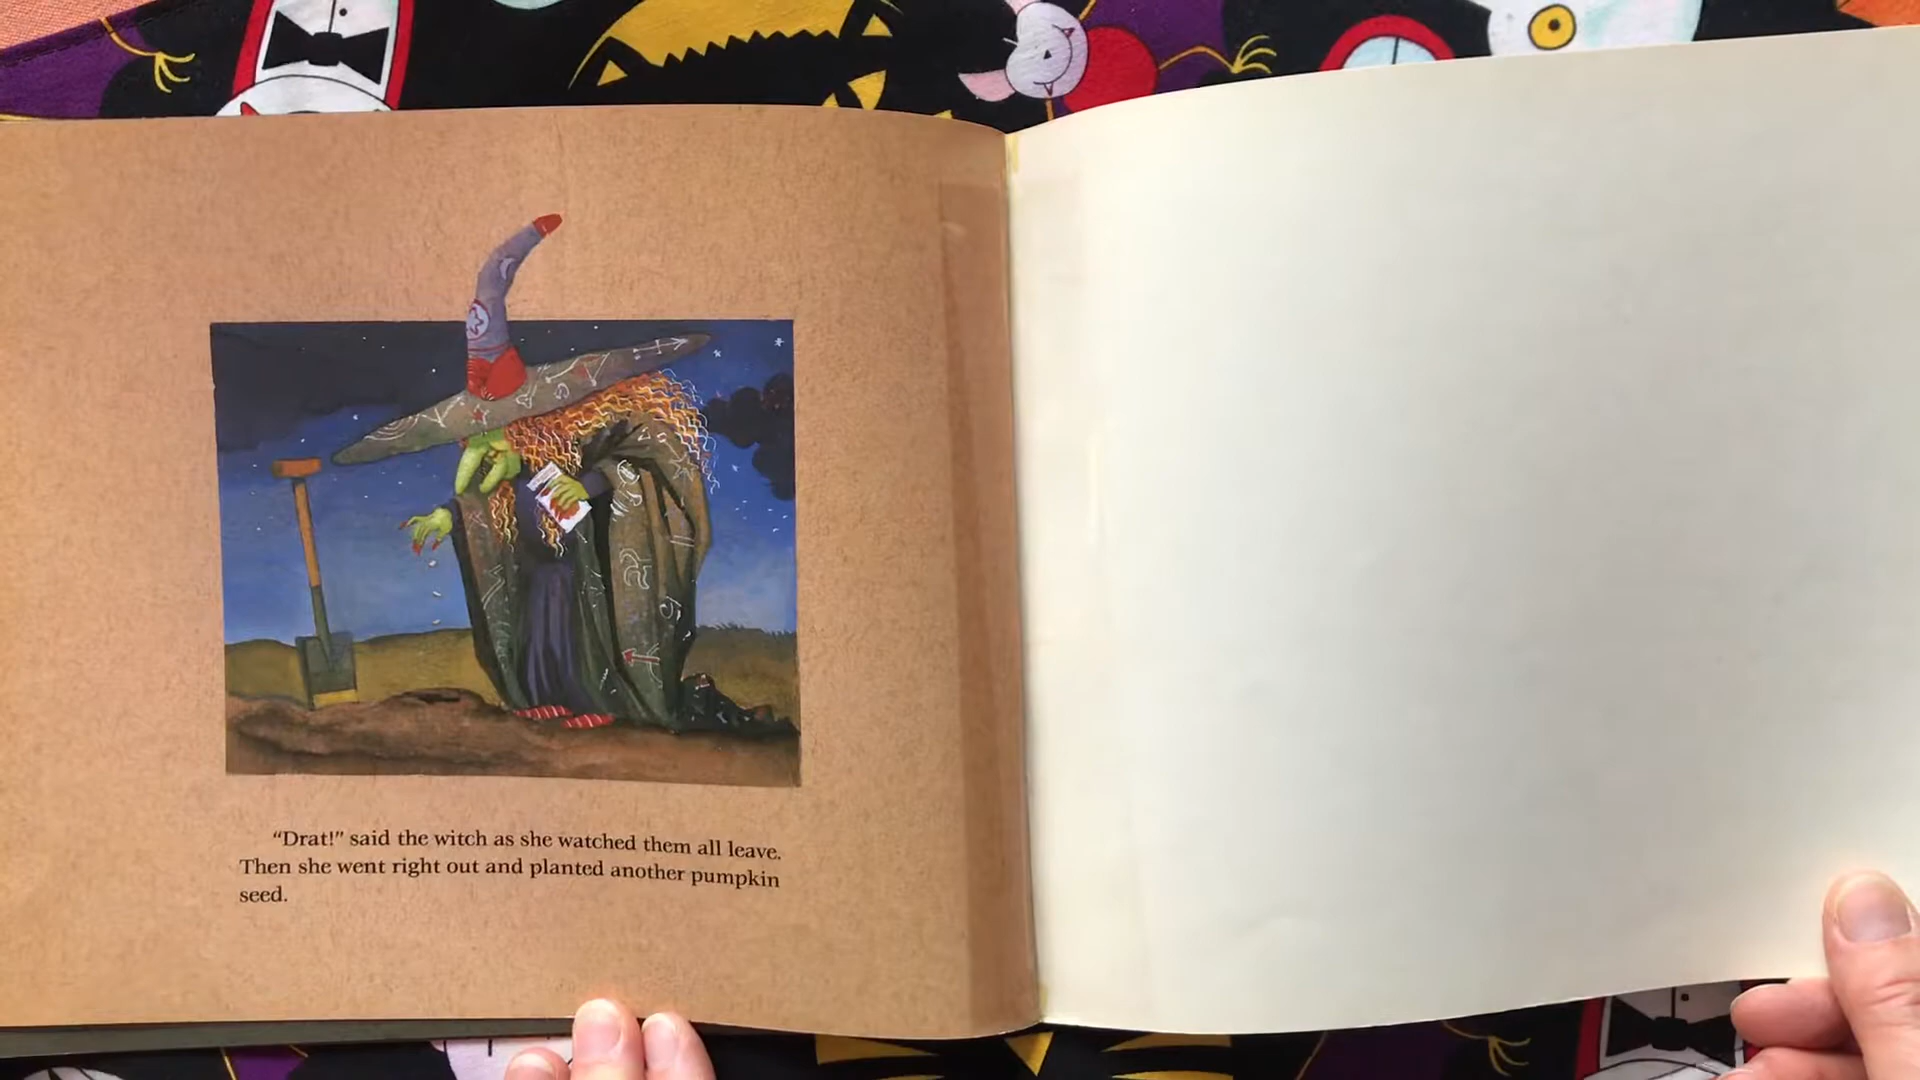 “Drat!” said the witch as she watched them all leave.
Then she went right out and planted another pumpkin
seed.